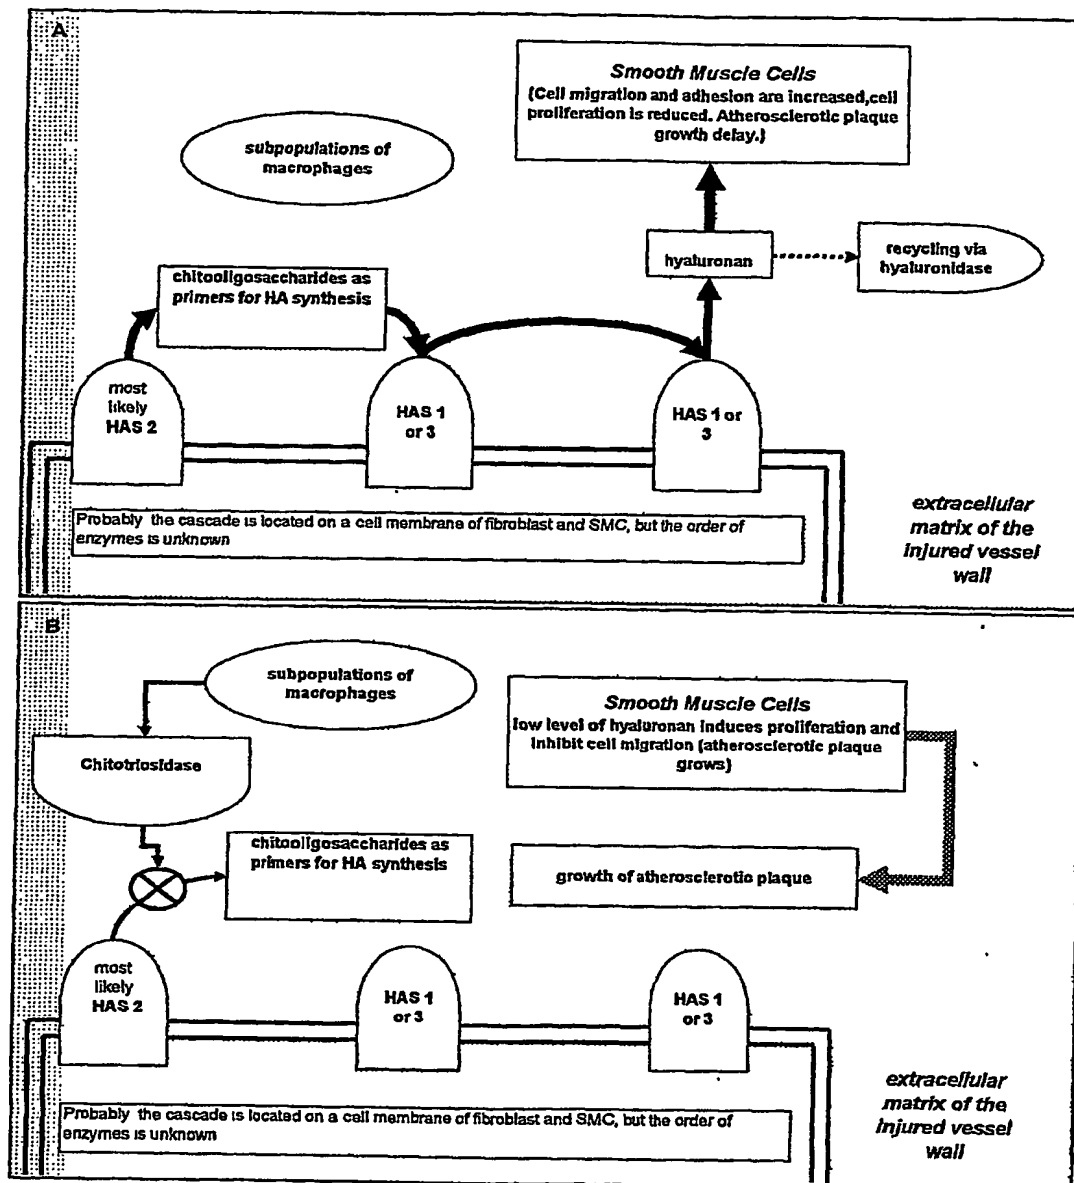 A
Smooth Muscle Cells
(Cell migration and adhesion are increased,cell
proliferation is reduced. Atherosclerotic plaque
growth delay.)
subpopulations of
macrophages
hyaluronan
recycling via
hyaluronidase
chitooligosaccharides as
primers for HA synthesis
most
likely
HAS 2
HAS 1
or 3
HAS 1 or
3
Probably the cascade is located on a cell membrane of fibroblast and SMC, but the order of
enzymes is unknown
extracellular
matrix of the
injured vessel
wall
B
subpopulations of
macrophages
Smooth Muscle Cells
low level of hyaluronan induces proliferation and
inhibit cell migration (atherosclerotic plaque
grows)
Chitotriosidase
chitooligosaccharides as
primers for HA synthesis
growth of atherosclerotic plaque
most
likely
HAS 2
HAS 1
or 3
HAS 1
or 3
Probably the cascade is located on a cell membrane of fibroblast and SMC, but the order of
enzymes is unknown
extracellular
matrix of the
injured vessel
wall